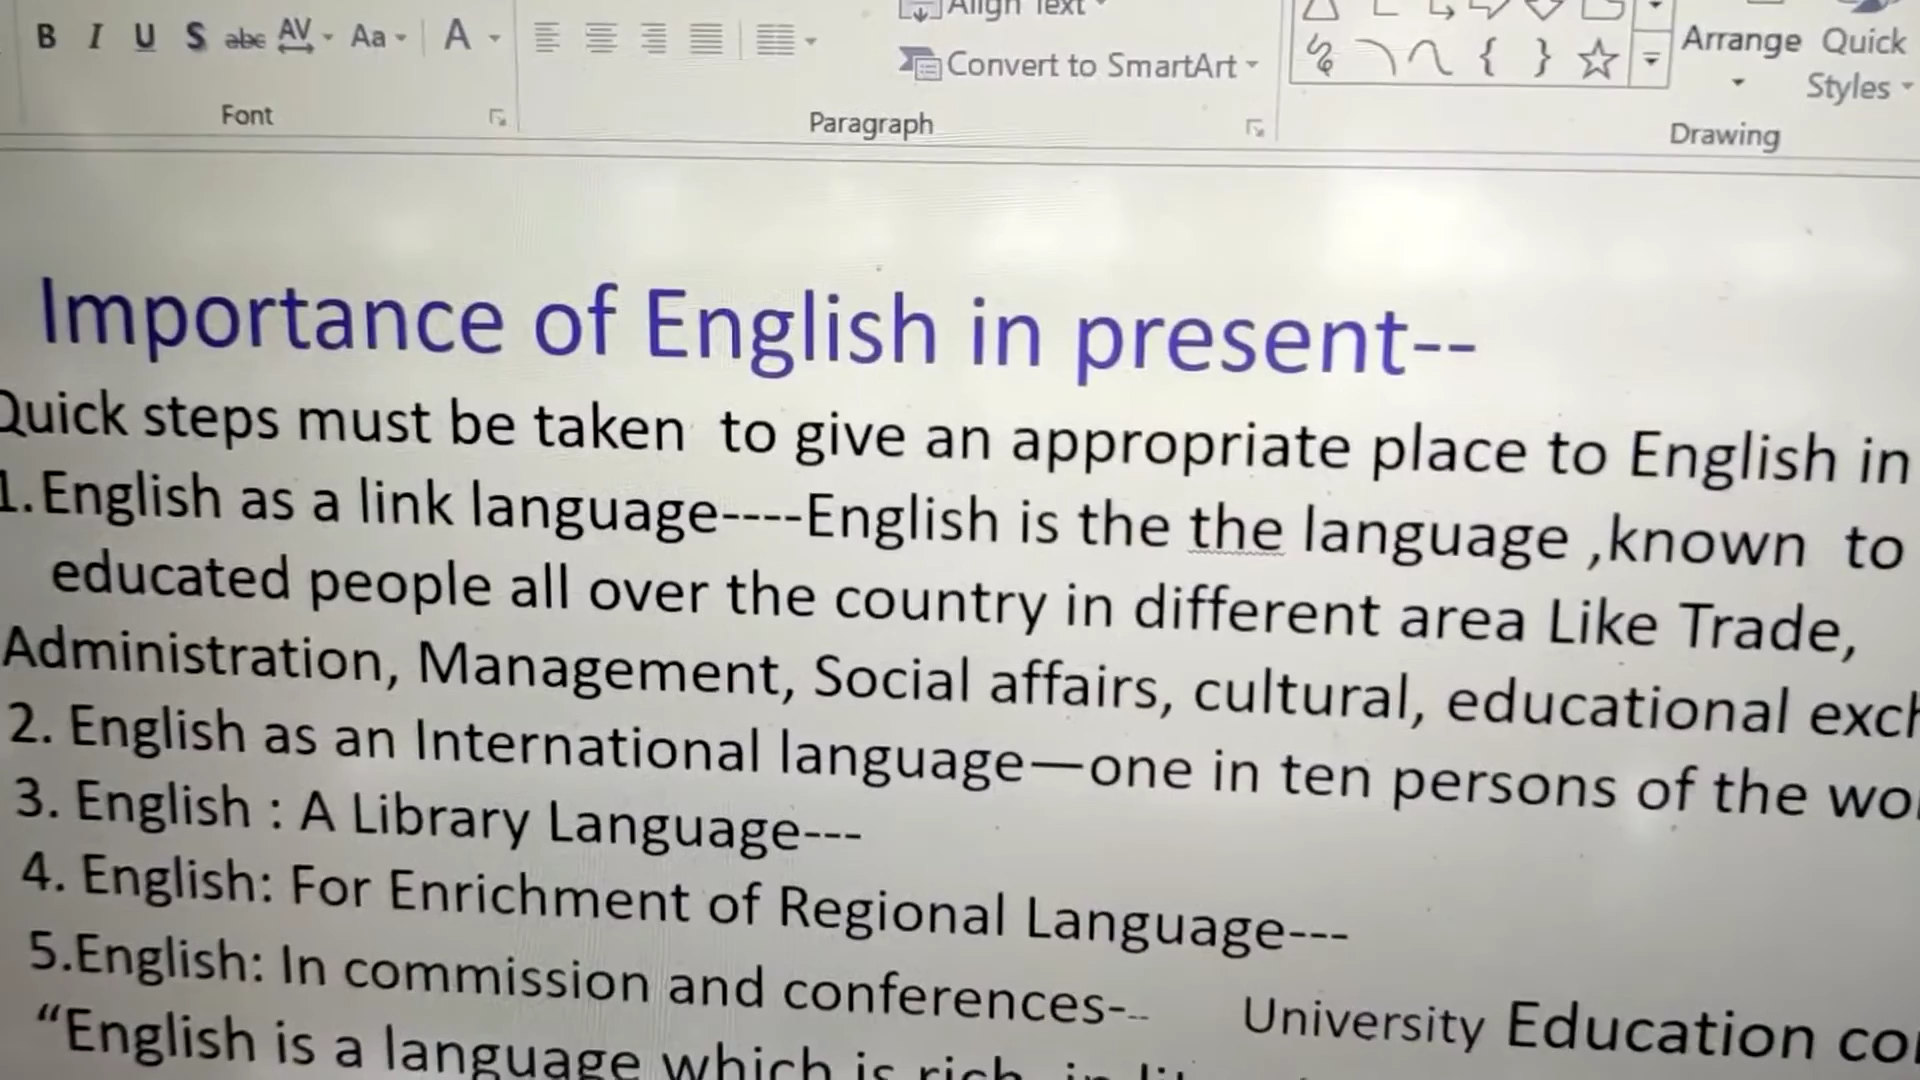 Align Text
B I U S abc AV Aa A
Convert to SmartArt
Arrange Quick
Styles
Font Paragraph Drawing
Importance of English in present--
Quick steps must be taken to give an appropriate place to English in
1.English as a link language----English is the the language ,known to
educated people all over the country in different area Like Trade,
Administration, Management, Social affairs, cultural, educational exch
2. English as an International language—one in ten persons of the wor
3. English : A Library Language---
4. English: For Enrichment of Regional Language---
5.English: In commission and conferences--- University Education co
“English is a language which is rich in